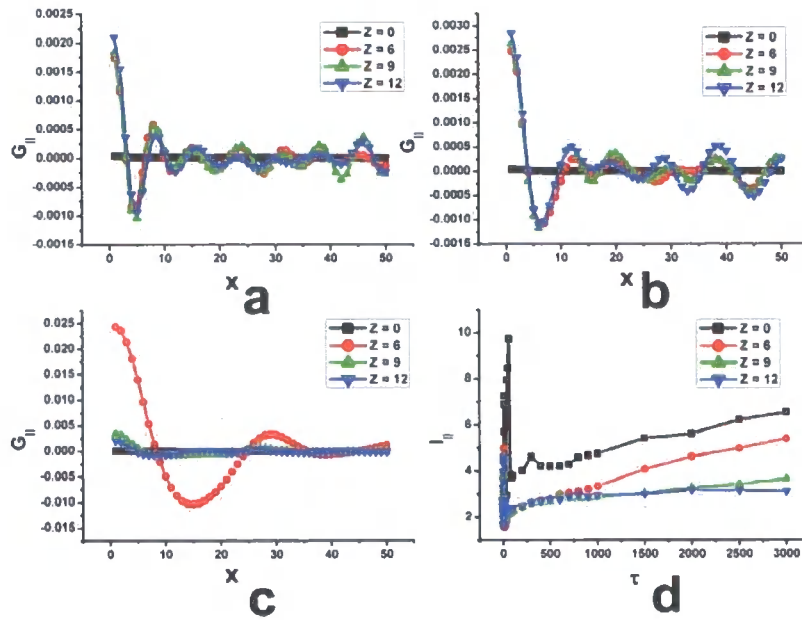 0.0025
0.0020
0.0015
0.0010
0.0005
0.0000
-0.0005
-0.0010
-0.0015
G||
0 10 20 30 40 50
X
a
Z = 0
Z = 6
Z = 9
Z = 12
0.0030
0.0025
0.0020
0.0015
0.0010
0.0005
0.0000
-0.0005
-0.0010
-0.0015
G||
0 10 20 30 40 50
X
b
Z = 0
Z = 6
Z = 9
Z = 12
0.025
0.020
0.015
0.010
0.005
0.000
-0.005
-0.010
-0.015
G||
0 10 20 30 40 50
X
c
Z = 0
Z = 6
Z = 9
Z = 12
10
8
6
4
2
l||
0 500 1000 1500 2000 2500 3000
τ
d
Z = 0
Z = 6
Z = 9
Z = 12